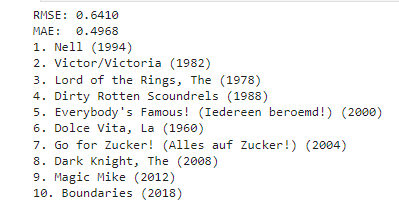 RMSE: 0.6410
MAE:  0.4968
1. Nell (1994)
2. Victor/Victoria (1982)
3. Lord of the Rings, The (1978)
4. Dirty Rotten Scoundrels (1988)
5. Everybody's Famous! (Iedereen beroemd!) (2000)
6. Dolce Vita, La (1960)
7. Go for Zucker! (Alles auf Zucker!) (2004)
8. Dark Knight, The (2008)
9. Magic Mike (2012)
10. Boundaries (2018)